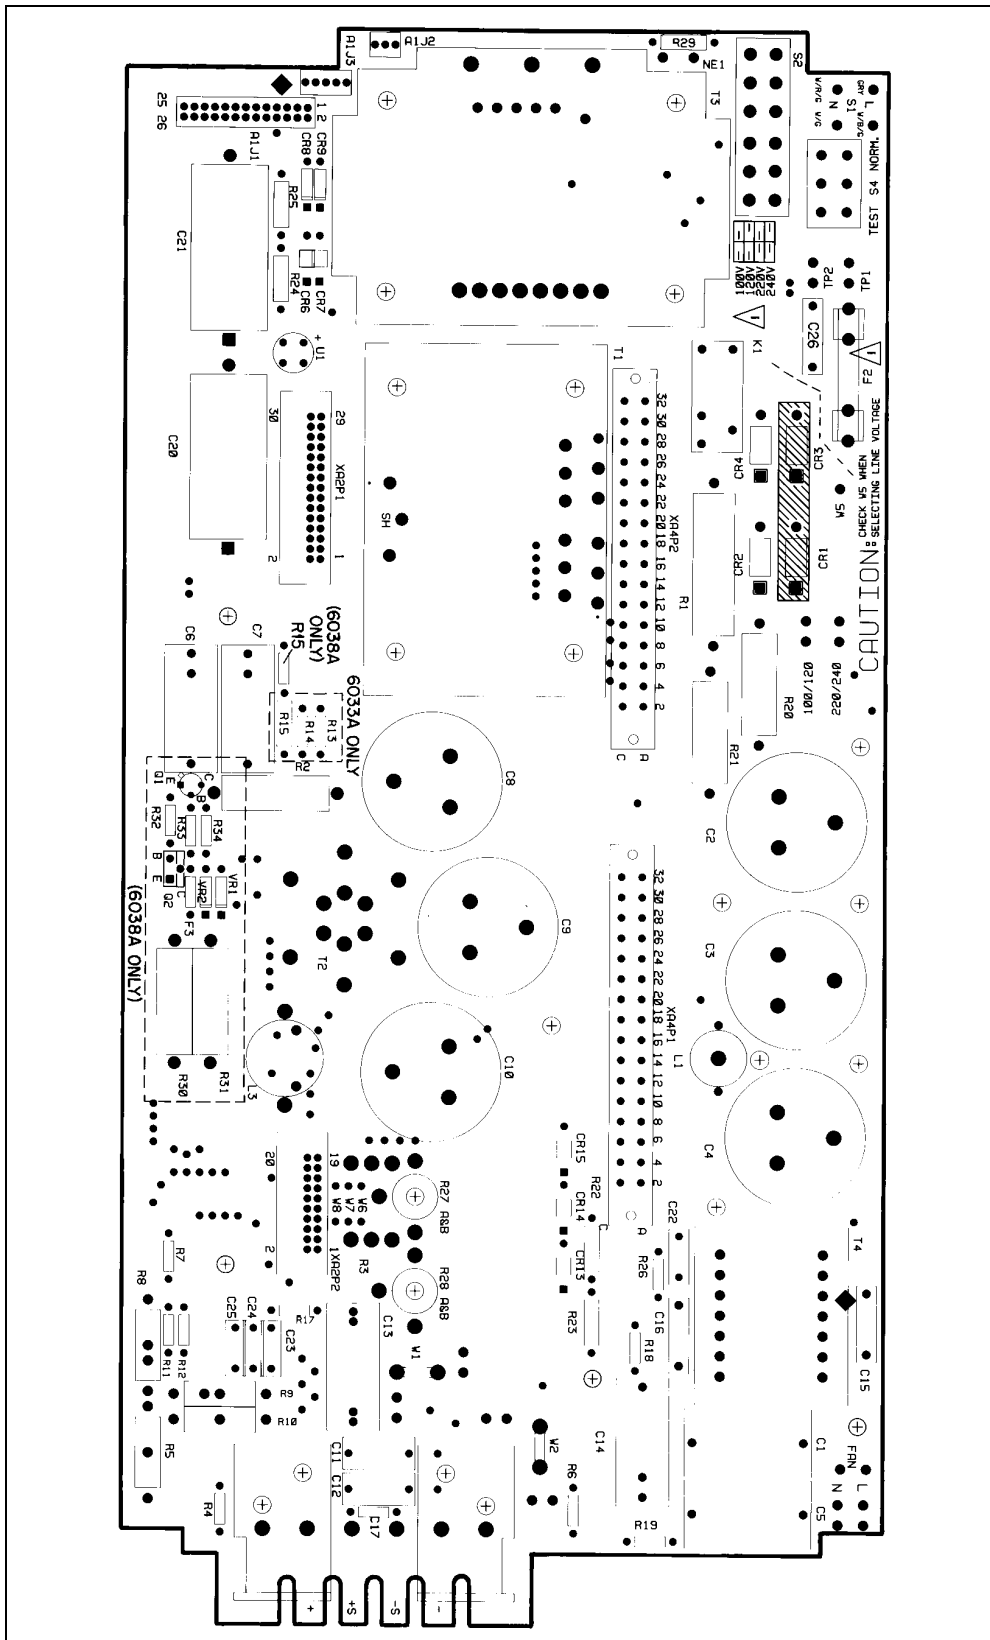 A1J3
A1J2
R29
NE1
S2
T3
W/R/G
GRY
N
S1
L
W/G
G/B/W/R
TEST S4 NORM.
25
26
1
2
A1J1
CR8
CR9
R25
C21
R24
CR6
CR7
+ U1
100V
120V
220V
240V
TP2
TP1
C26
K1
F2
T1
30
29
XA2P1
C20
2
1
SH
32 30 28 26 24 22 20 18 16 14 12 10 8 6 4 2
XA4P2
C
A
R1
CR4
CR3
CR2
CR1
W5
CAUTION: CHECK W5 WHEN
SELECTING LINE VOLTAGE
100/120
220/240
R20
R21
C6
C7
(6038A
ONLY)
R15
6033A ONLY
R15
R14
R13
R2
C8
C2
Q1
E
C
B
R32
R33
R34
B
E
C
Q2
VR2
VR1
F3
(6038A ONLY)
R30
R31
T2
L3
C9
C10
32 30 28 26 24 22 20 18 16 14 12 10 8 6 4 2
XA4P1
C
A
C3
L1
C4
CR15
CR14
CR13
R22
C22
R26
C16
R23
R18
T4
C15
20
19
2
1
XA2P2
W8
W7
W6
R3
R27 A&B
R28 A&B
R7
R8
R11
R12
C25
C24
C23
R17
C13
W1
R9
R10
R5
R4
C11
C12
C17
W2
R6
C14
R19
C1
FAN
N
L
C5
+
+S
-S
-